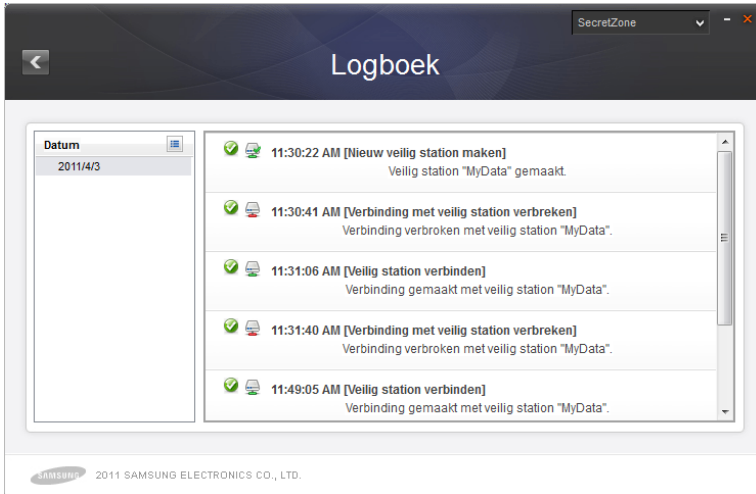 SecretZone
Logboek
Datum
2011/4/3
11:30:22 AM [Nieuw veilig station maken]
Veilig station "MyData" gemaakt.
11:30:41 AM [Verbinding met veilig station verbreken]
Verbinding verbroken met veilig station "MyData".
11:31:06 AM [Veilig station verbinden]
Verbinding gemaakt met veilig station "MyData".
11:31:40 AM [Verbinding met veilig station verbreken]
Verbinding verbroken met veilig station "MyData".
11:49:05 AM [Veilig station verbinden]
Verbinding gemaakt met veilig station "MyData".
SAMSUNG 2011 SAMSUNG ELECTRONICS CO., LTD.